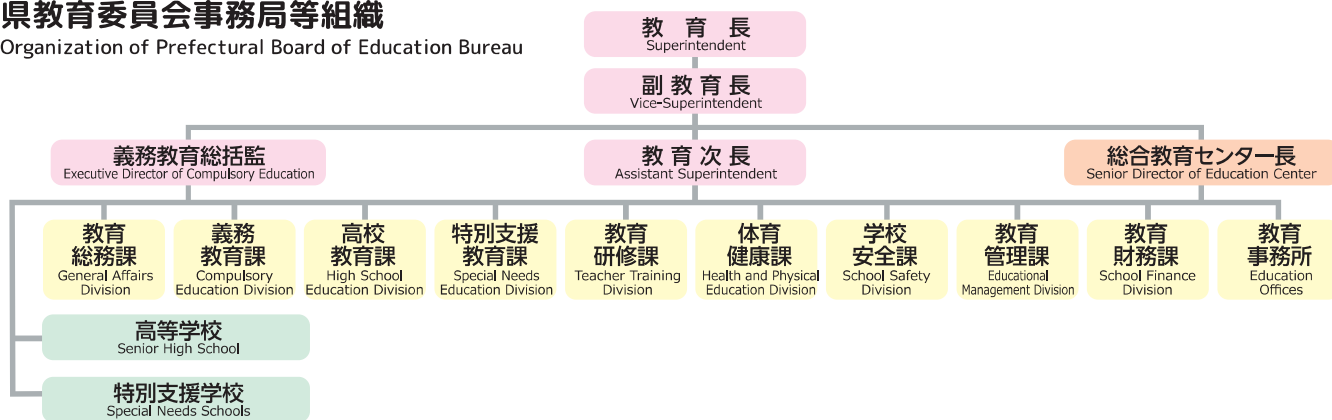 県教育委員会事務局等組織
Organization of Prefectural Board of Education Bureau
教育長
Superintendent
副教育長
Vice-Superintendent
義務教育総括監
Executive Director of Compulsory Education
教育次長
Assistant Superintendent
総合教育センター長
Senior Director of Education Center
教育
総務課
General Affairs
Division
義務
教育課
Compulsory
Education Division
高校
教育課
High School
Education Division
特別支援
教育課
Special Needs
Education Division
教育
研修課
Teacher Training
Division
体育
健康課
Health and Physical
Education Division
学校
安全課
School Safety
Division
教育
管理課
Educational
Management Division
教育
財務課
School Finance
Division
教育
事務所
Education
Offices
高等学校
Senior High School
特別支援学校
Special Needs Schools